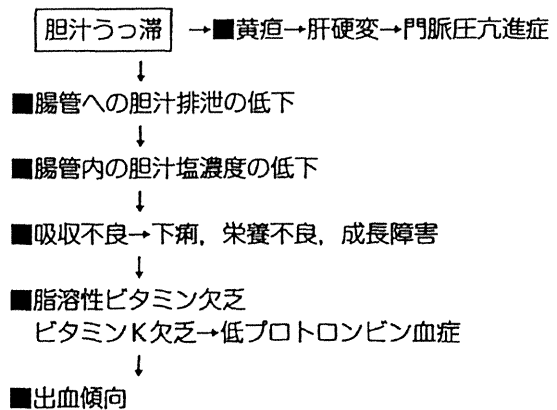 胆汁うっ滞 →■黄疸→肝硬変→門脈圧亢進症
↓
■腸管への胆汁排泄の低下
↓
■腸管内の胆汁塩濃度の低下
↓
■吸収不良→下痢，栄養不良，成長障害
↓
■脂溶性ビタミン欠乏
ビタミンK欠乏→低プロトロンビン血症
↓
■出血傾向